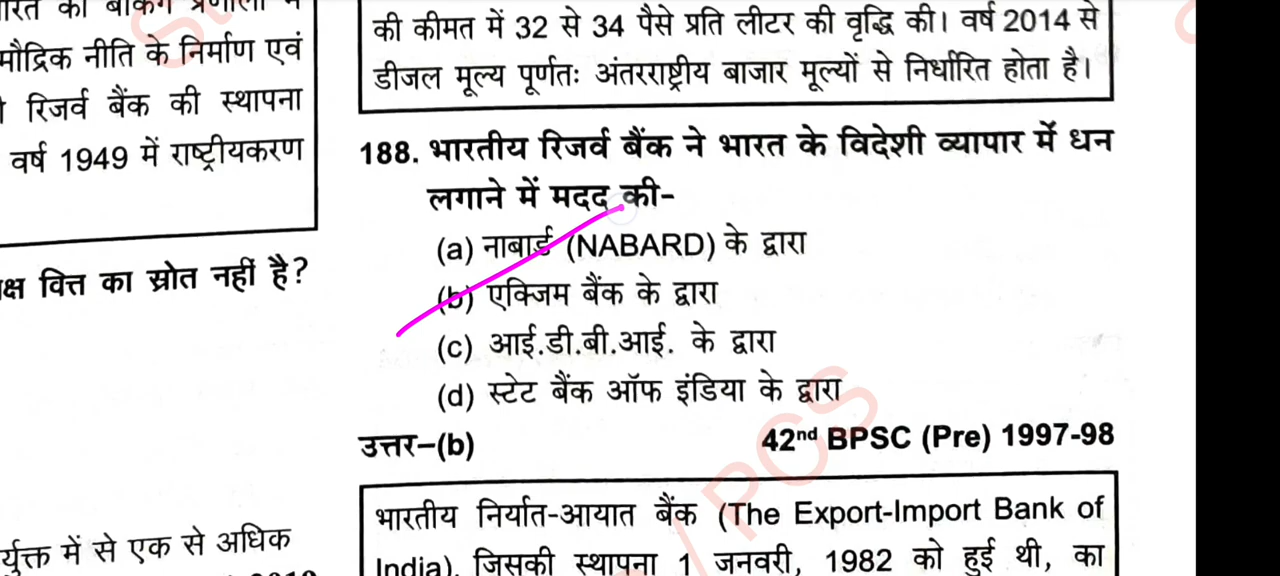 मौद्रिक नीति के निर्माण एवं
रिजर्व बैंक की स्थापना
वर्ष 1949 में राष्ट्रीयकरण
वित्त का स्रोत नहीं है?
में से एक से अधिक
की कीमत में 32 से 34 पैसे प्रति लीटर की वृद्धि की। वर्ष 2014 से
डीजल मूल्य पूर्णतः अंतरराष्ट्रीय बाजार मूल्यों से निर्धारित होता है।
188. भारतीय रिजर्व बैंक ने भारत के विदेशी व्यापार में धन
लगाने में मदद की-
(a) नाबार्ड (NABARD) के द्वारा
(b) एक्जिम बैंक के द्वारा
(c) आई.डी.बी.आई. के द्वारा
(d) स्टेट बैंक ऑफ इंडिया के द्वारा
उत्तर–(b) 42nd BPSC (Pre) 1997-98
भारतीय निर्यात-आयात बैंक (The Export-Import Bank of
India), जिसकी स्थापना 1 जनवरी, 1982 को हुई थी, का
PCS